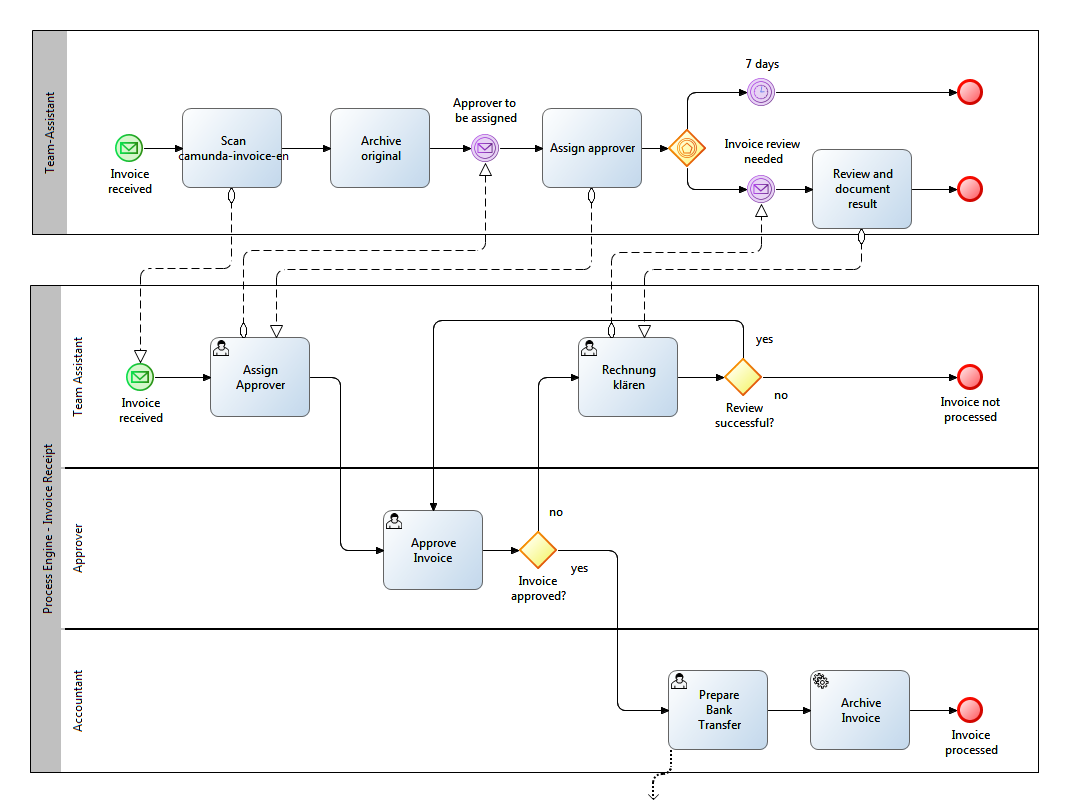 Team-Assistant
7 days
Approver to
be assigned
Scan
camunda-invoice-en
Archive
original
Assign approver
Invoice review
needed
Invoice
received
Review and
document
result
Process Engine - Invoice Receipt
Team Assistant
yes
Assign
Approver
Rechnung
klären
no
Invoice
received
Review
successful?
Invoice not
processed
Approver
no
Approve
Invoice
yes
Invoice
approved?
Accountant
Prepare
Bank
Transfer
Archive
Invoice
Invoice
processed